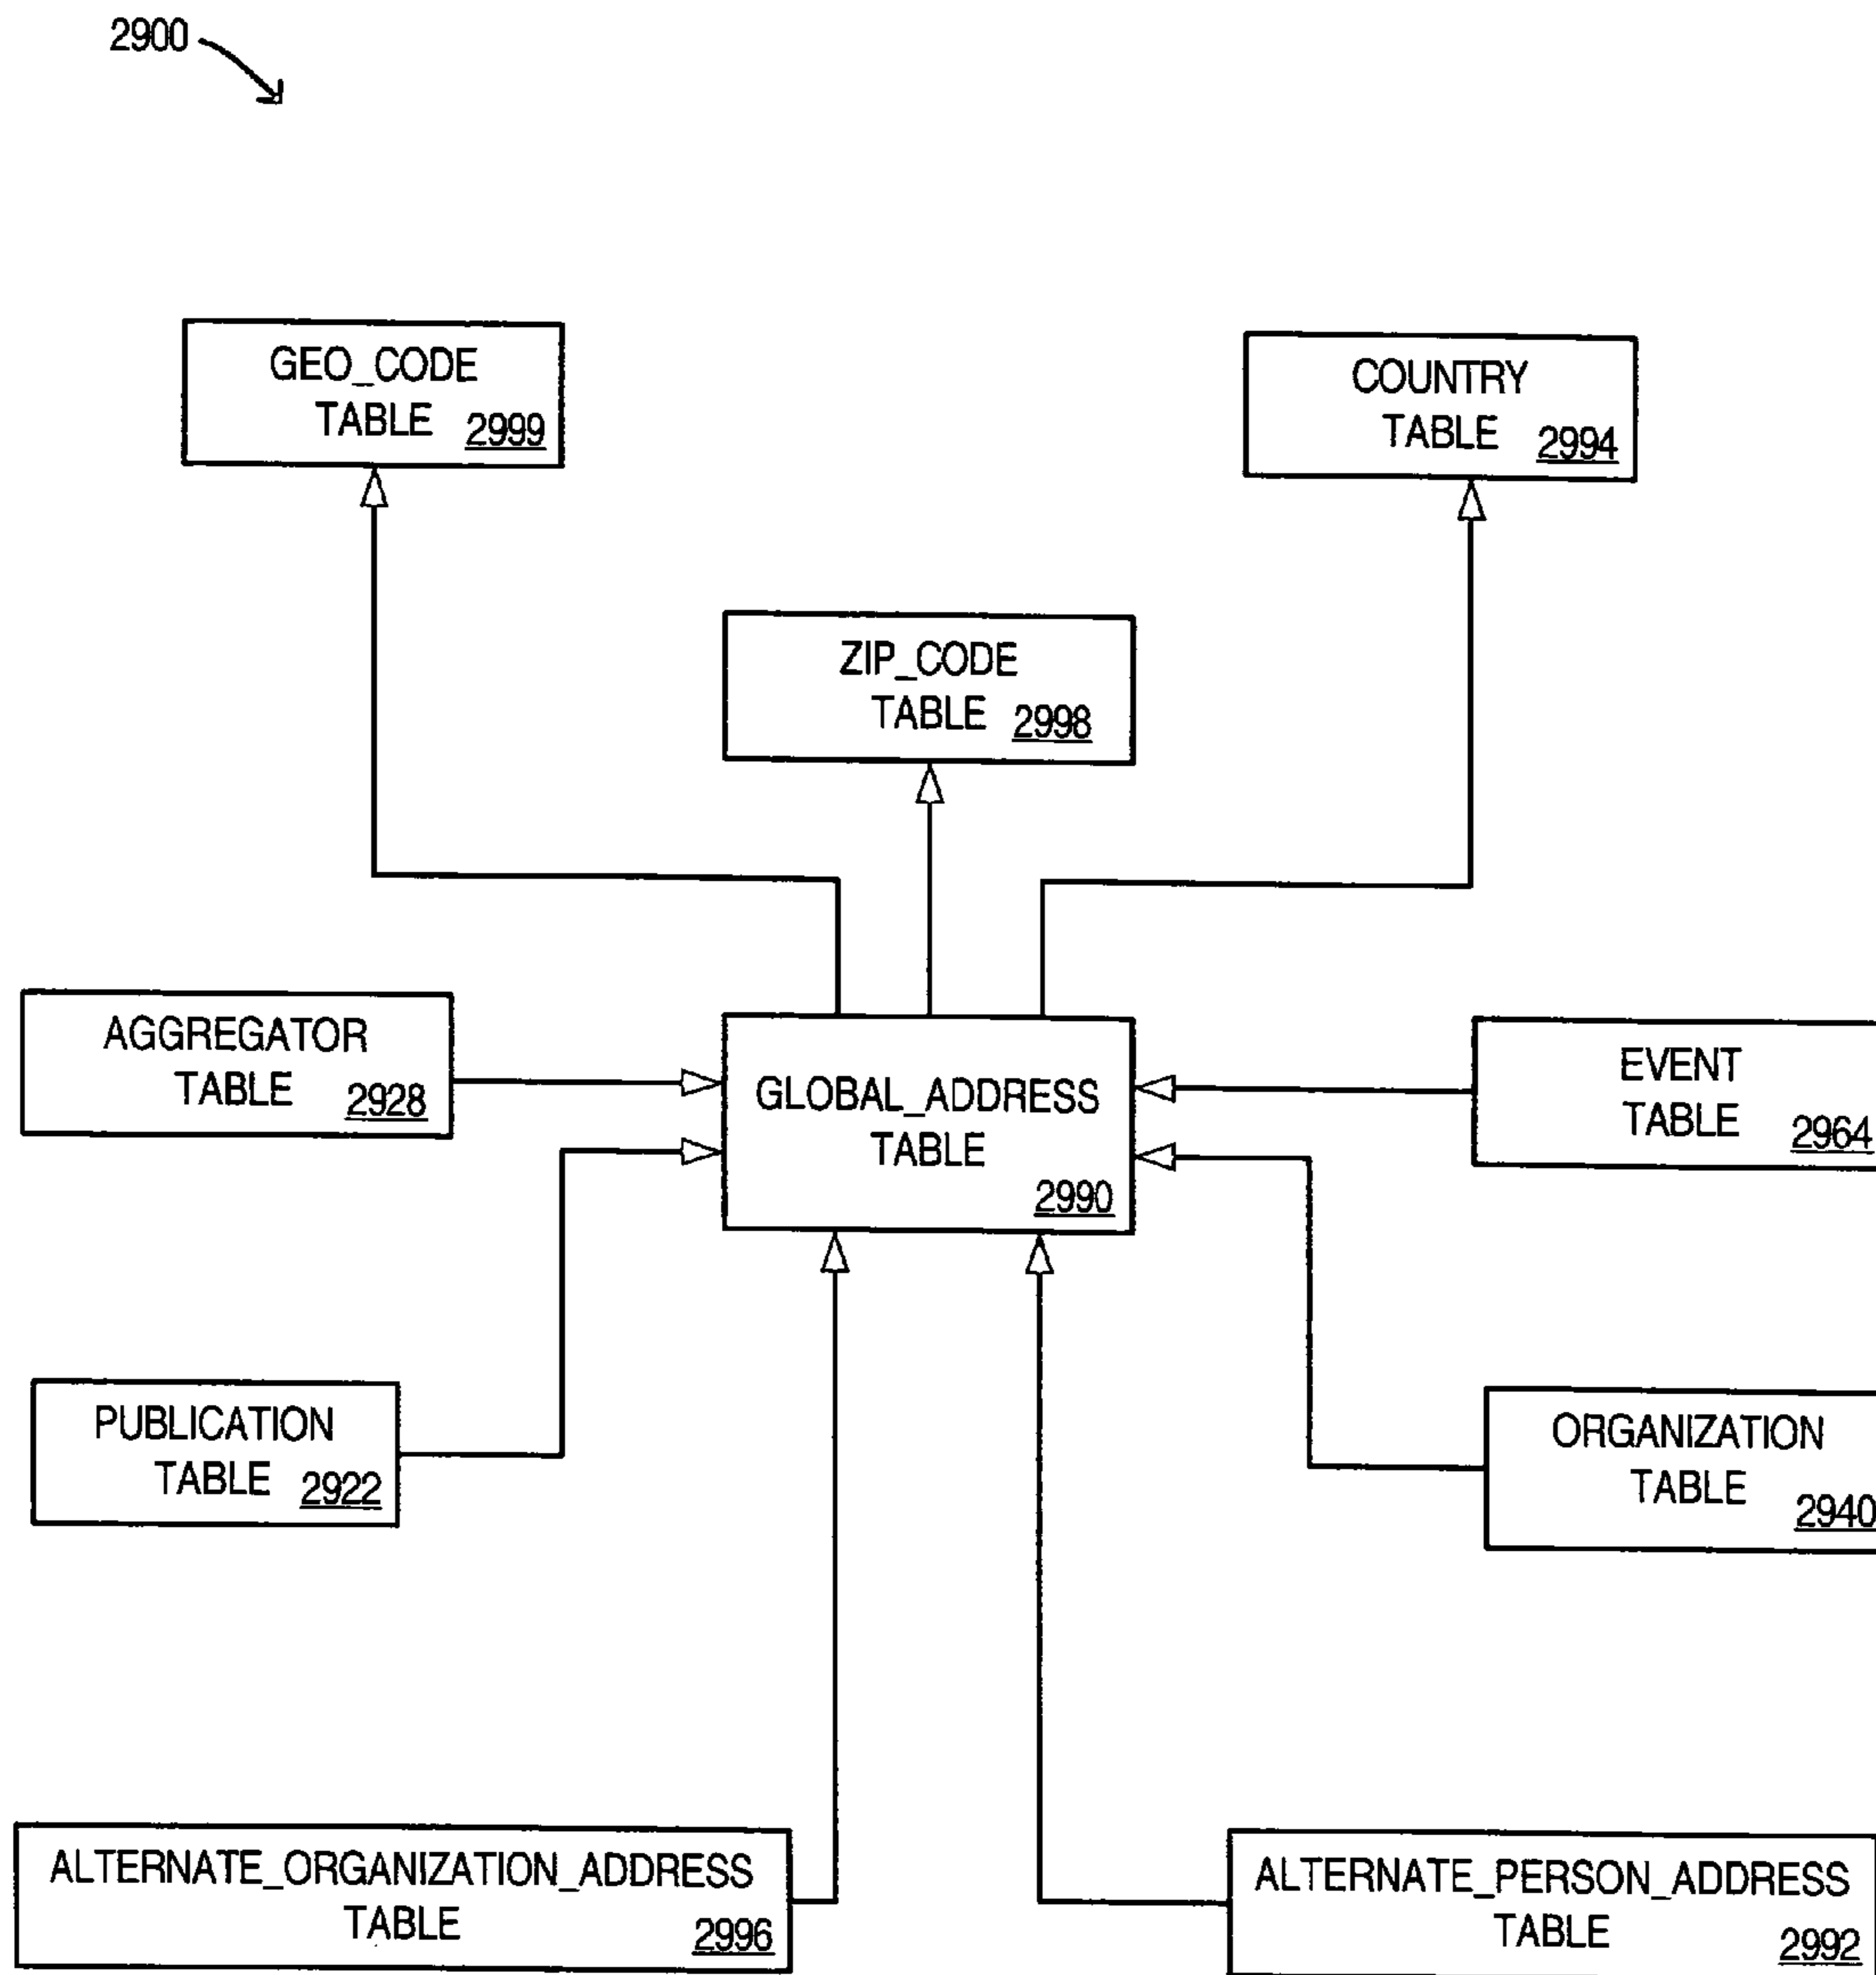 2900
GEO_CODE
TABLE 2999
COUNTRY
TABLE 2994
ZIP_CODE
TABLE 2998
AGGREGATOR
TABLE 2928
GLOBAL_ADDRESS
TABLE
2990
EVENT
TABLE 2964
PUBLICATION
TABLE 2922
ORGANIZATION
TABLE 2940
ALTERNATE_ORGANIZATION_ADDRESS
TABLE 2996
ALTERNATE_PERSON_ADDRESS
TABLE 2992